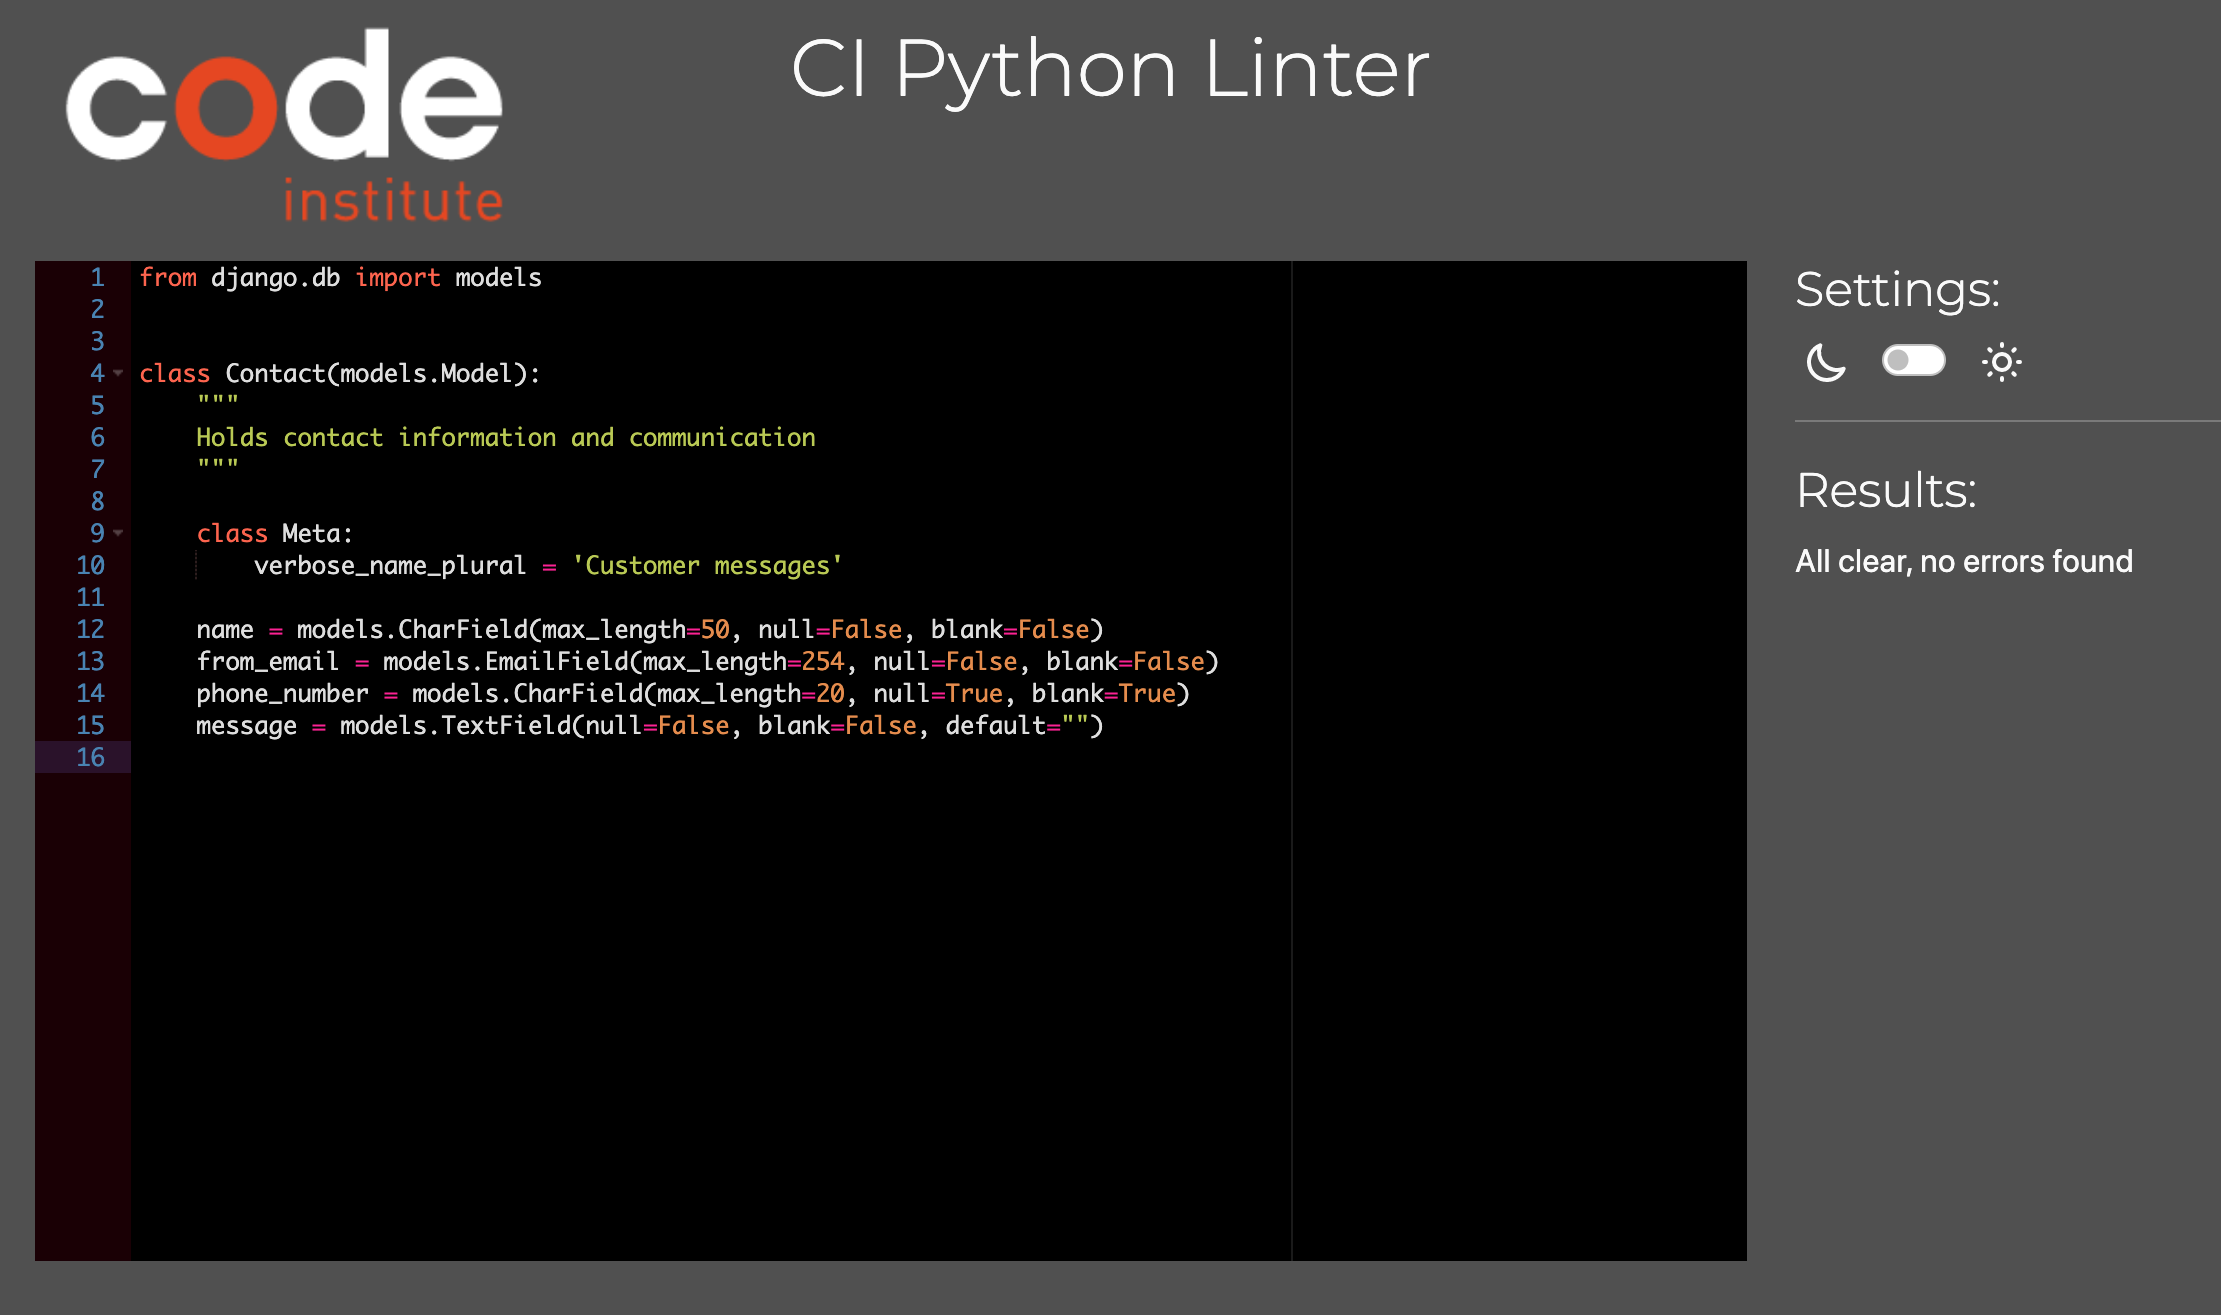 code
institute
CI Python Linter
1 from django.db import models
2
3
4 class Contact(models.Model):
5     """
6     Holds contact information and communication
7     """
8
9     class Meta:
10         verbose_name_plural = 'Customer messages'
11
12     name = models.CharField(max_length=50, null=False, blank=False)
13     from_email = models.EmailField(max_length=254, null=False, blank=False)
14     phone_number = models.CharField(max_length=20, null=True, blank=True)
15     message = models.TextField(null=False, blank=False, default="")
16
Settings:
Results:
All clear, no errors found